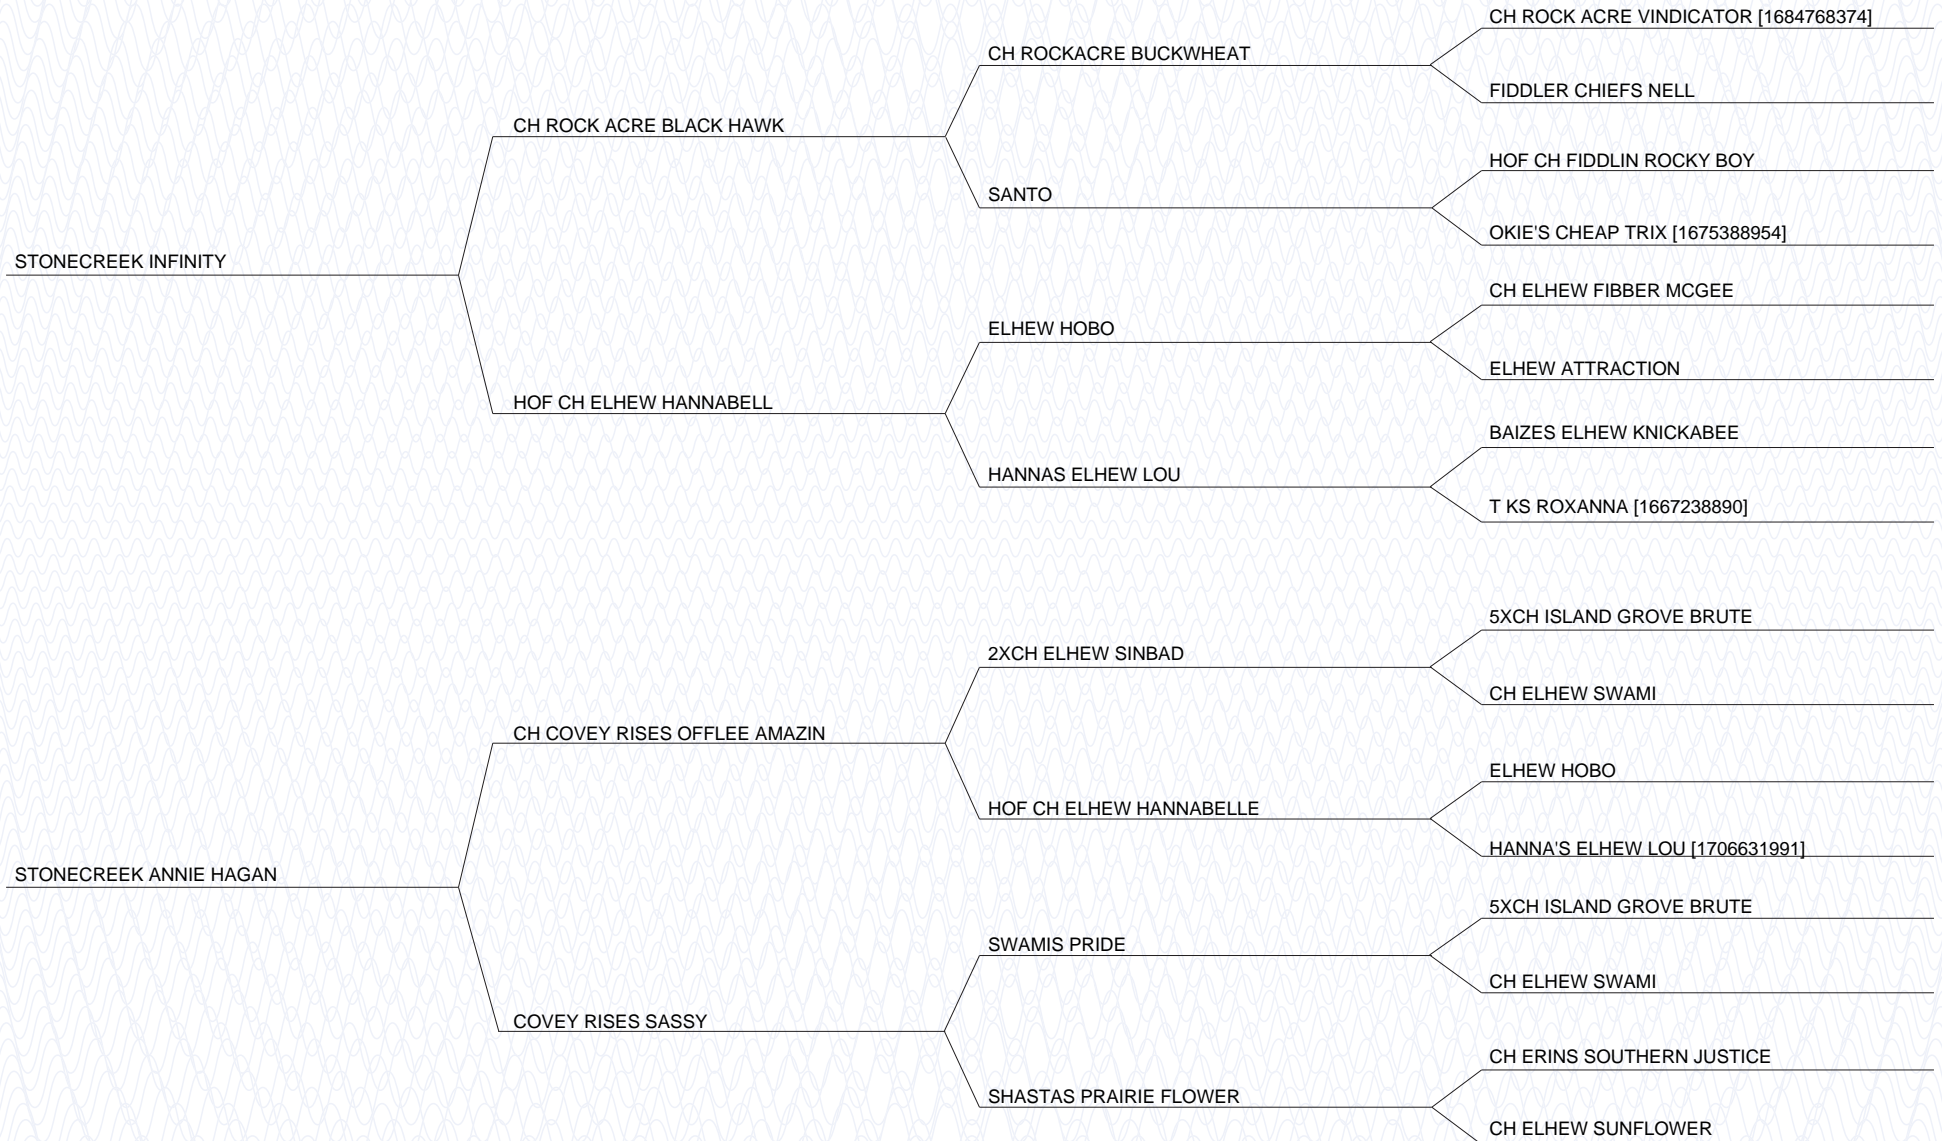 CH ROCK ACRE VINDICATOR [1684768374]
CH ROCKACRE BUCKWHEAT
FIDDLER CHIEFS NELL
CH ROCK ACRE BLACK HAWK
HOF CH FIDDLIN ROCKY BOY
SANTO
OKIE'S CHEAP TRIX [1675388954]
STONECREEK INFINITY
CH ELHEW FIBBER MCGEE
ELHEW HOBO
ELHEW ATTRACTION
HOF CH ELHEW HANNABELL
BAIZES ELHEW KNICKABEE
HANNAS ELHEW LOU
T KS ROXANNA [1667238890]
5XCH ISLAND GROVE BRUTE
2XCH ELHEW SINBAD
CH ELHEW SWAMI
CH COVEY RISES OFFLEE AMAZIN
ELHEW HOBO
HOF CH ELHEW HANNABELLE
HANNA'S ELHEW LOU [1706631991]
STONECREEK ANNIE HAGAN
5XCH ISLAND GROVE BRUTE
SWAMIS PRIDE
CH ELHEW SWAMI
COVEY RISES SASSY
CH ERINS SOUTHERN JUSTICE
SHASTAS PRAIRIE FLOWER
CH ELHEW SUNFLOWER